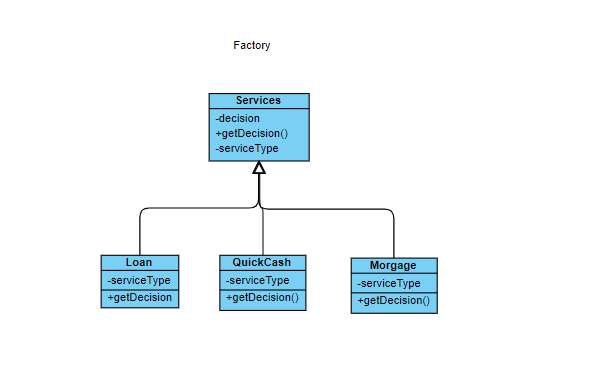 Factory
Services
-decision
+getDecision()
-serviceType
Loan
-serviceType
+getDecision
QuickCash
-serviceType
+getDecision()
Morgage
-serviceType
+getDecision()